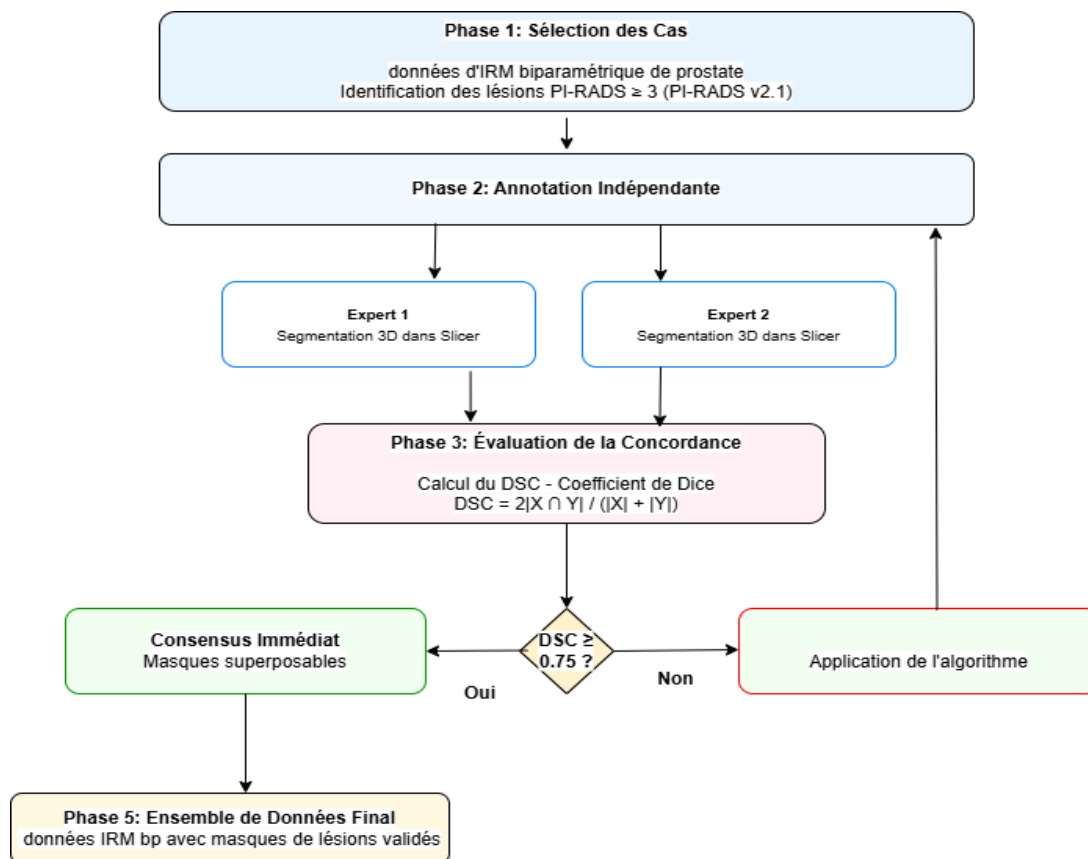 Phase 1: Sélection des Cas
données d'IRM biparamétrique de prostate
Identification des lésions PI-RADS ≥ 3 (PI-RADS v2.1)
Phase 2: Annotation Indépendante
Expert 1
Segmentation 3D dans Slicer
Expert 2
Segmentation 3D dans Slicer
Phase 3: Évaluation de la Concordance
Calcul du DSC - Coefficient de Dice
DSC = 2|X ∩ Y| / (|X| + |Y|)
DSC ≥
0.75 ?
Oui
Non
Consensus Immédiat
Masques superposables
Application de l'algorithme
Phase 5: Ensemble de Données Final
données IRM bp avec masques de lésions validés